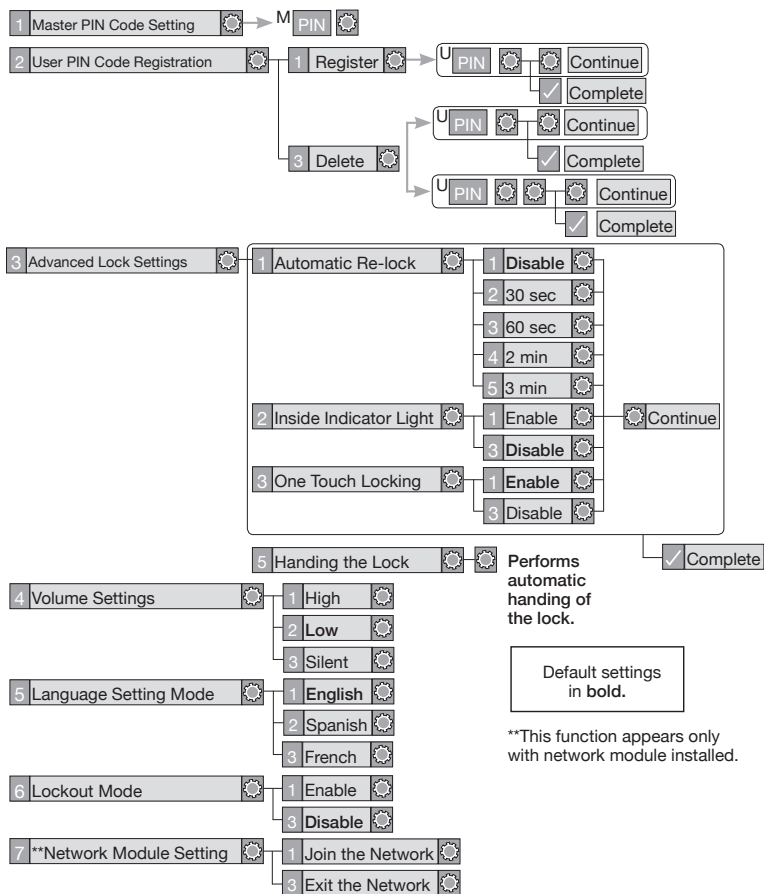 1 Master PIN Code Setting M PIN
2 User PIN Code Registration 1 Register U PIN Continue
Complete
U PIN Continue
3 Delete Complete
U PIN Continue
Complete
3 Advanced Lock Settings 1 Automatic Re-lock 1 Disable
2 30 sec
3 60 sec
4 2 min
5 3 min
2 Inside Indicator Light 1 Enable Continue
3 Disable
3 One Touch Locking 1 Enable
3 Disable
5 Handing the Lock Performs
automatic
handing of
the lock.
Complete
4 Volume Settings 1 High
2 Low
3 Silent
Default settings
in bold.
5 Language Setting Mode 1 English
2 Spanish
3 French
**This function appears only
with network module installed.
6 Lockout Mode 1 Enable
3 Disable
7 **Network Module Setting 1 Join the Network
3 Exit the Network